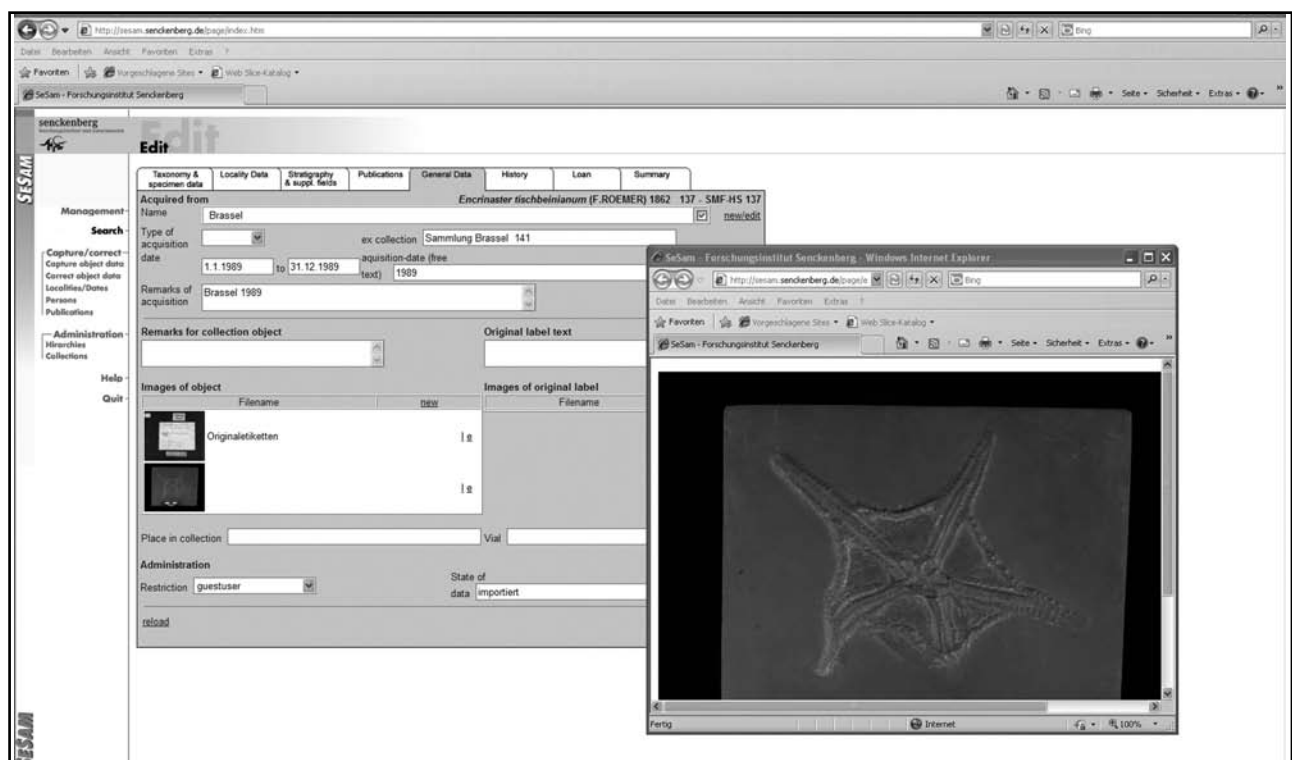 http://sesam.senckenberg.de/page/index.htm
Bing
Datei Bearbeiten Ansicht Favoriten Extras ?
Favoriten Vorgeschlagene Sites Web Slice-Katalog
SeSam - Forschungsinstitut Senckenberg
Seite Sicherheit Extras
senckenberg
Edit
Edit
SESAM
Taxonomy & specimen data
Locality Data
Stratigraphy & suppl. fields
Publications
General Data
History
Loan
Summary
Management
Search
Capture/correct
Capture object data
Correct object data
Localities/Dates
Persons
Publications
Administration
Hirarchies
Collections
Help
Quit
Acquired from
Encrinaster tischbeinianum (F.ROEMER) 1862 137 - SMF-HS 137
Name Brassel new/edit
Type of acquisition
ex collection Sammlung Brassel 141
date 1.1.1989 to 31.12.1989
aquisition-date (free text) 1989
Remarks of acquisition Brassel 1989
Remarks for collection object
Original label text
Images of object
Images of original label
Filename new
Filename
Originaletiketten
| e
| e
Place in collection
Vial
Administration
Restriction guestuser
State of data importiert
reload
SESAM
SeSam - Forschungsinstitut Senckenberg - Windows Internet Explorer
http://sesam.senckenberg.de/page/e
Bing
Datei Bearbeiten Ansicht Favoriten Extras ?
Favoriten Vorgeschlagene Sites Web Slice-Katalog
SeSam - Forschungsinstitut Senckenberg
Seite Sicherheit Extras
Fertig
Internet
100%